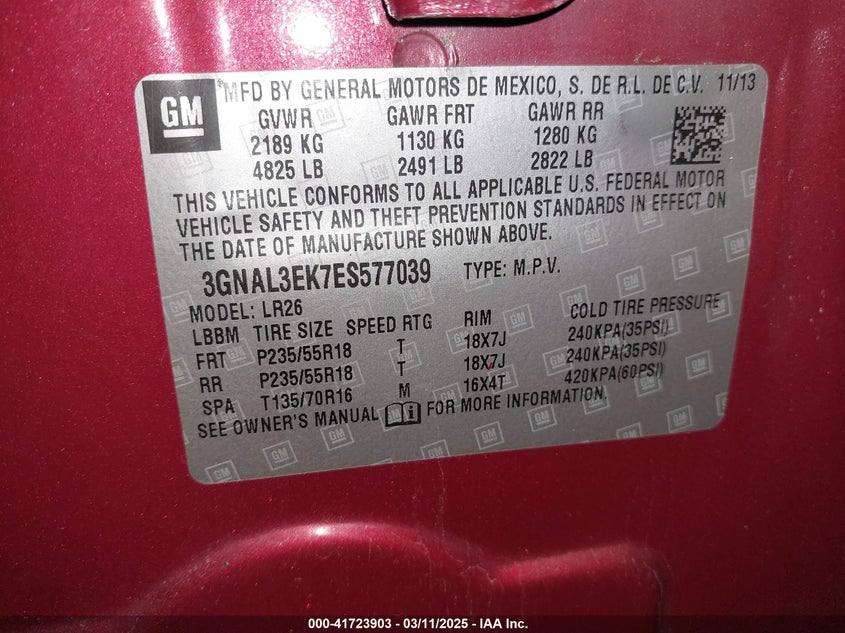 GM
MFD BY GENERAL MOTORS DE MEXICO, S. DE R.L. DE C.V. 11/13
GVWR GAWR FRT GAWR RR
2189 KG 1130 KG 1280 KG
4825 LB 2491 LB 2822 LB
THIS VEHICLE CONFORMS TO ALL APPLICABLE U.S. FEDERAL MOTOR
VEHICLE SAFETY AND THEFT PREVENTION STANDARDS IN EFFECT ON
THE DATE OF MANUFACTURE SHOWN ABOVE.
3GNAL3EK7ES577039 TYPE: M.P.V.
MODEL: LR26
LBBM TIRE SIZE SPEED RTG RIM COLD TIRE PRESSURE
FRT P235/55R18 T 18X7J 240KPA(35PSI)
RR P235/55R18 T 18X7J 240KPA(35PSI)
SPA T135/70R16 M 16X4T 420KPA(60PSI)
SEE OWNER'S MANUAL FOR MORE INFORMATION.
000-41723903 - 03/11/2025 - IAA Inc.